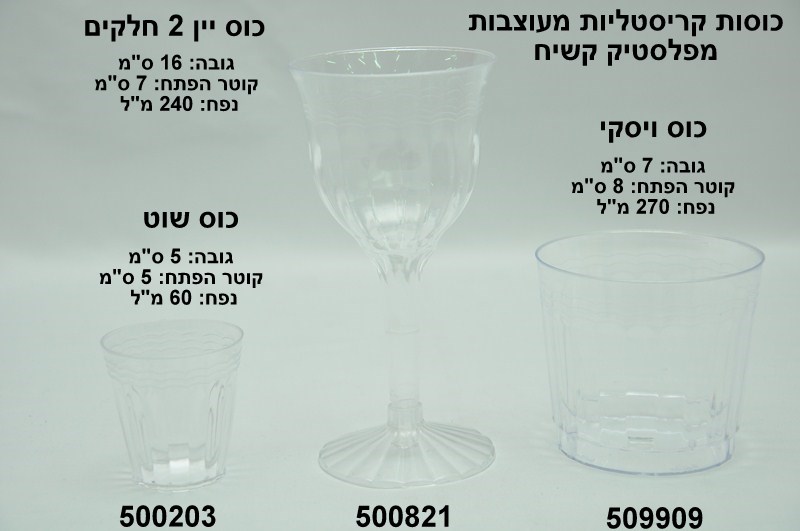 כוסות קריסטליות מעוצבות
מפלסטיק קשיח
כוס יין 2 חלקים
גובה: 16 ס"מ
קוטר הפתח: 7 ס"מ
נפח: 240 מ"ל
כוס ויסקי
גובה: 7 ס"מ
קוטר הפתח: 8 ס"מ
נפח: 270 מ"ל
כוס שוט
גובה: 5 ס"מ
קוטר הפתח: 5 ס"מ
נפח: 60 מ"ל
500203
500821
509909